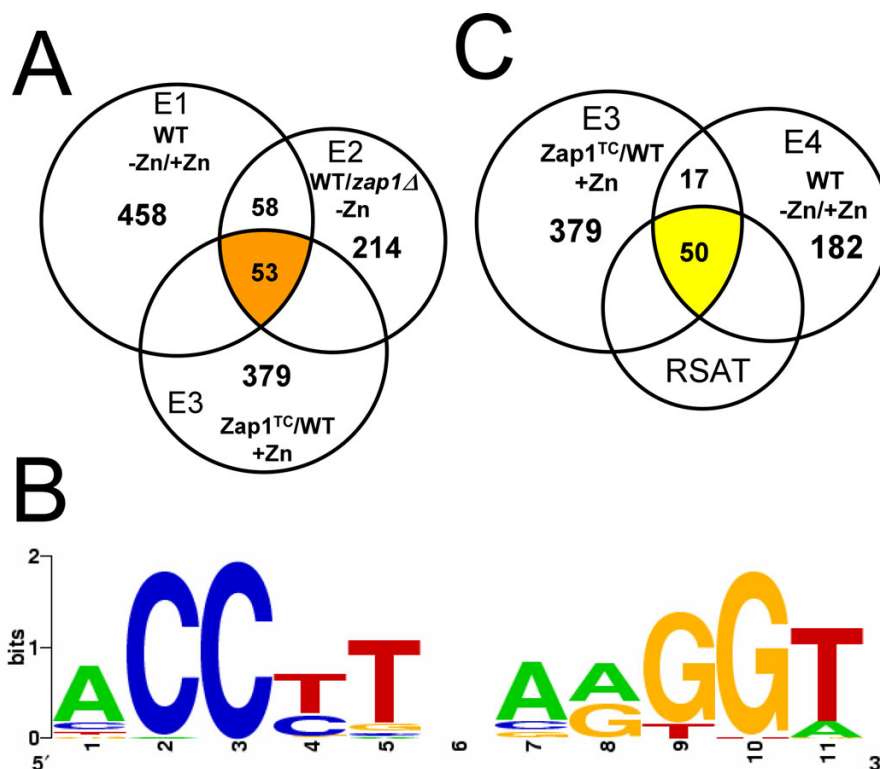 A
E1
WT
-Zn/+Zn
458
58
E2
WT/zap1Δ
-Zn
214
53
379
E3
Zap1TC/WT
+Zn
C
E3
Zap1TC/WT
+Zn
379
17
E4
WT
-Zn/+Zn
182
50
RSAT
B
bits
2
1
0
ACCTT AAGGT
C C G C G T A
T G C G
1 2 3 4 5 6 7 8 9 10 11
5′ 3